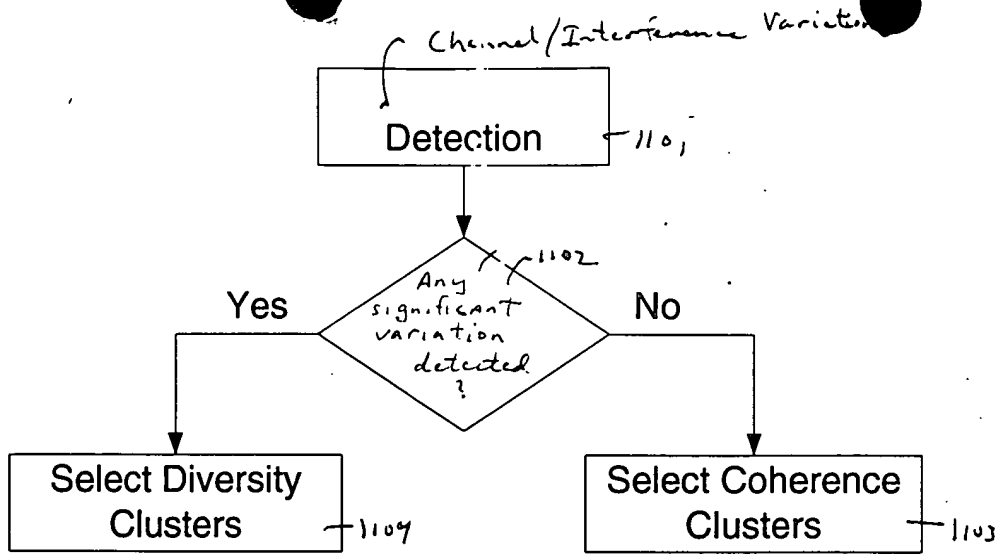 Channel/Interference Variation
Detection
1101
1102
Any
significant
variation
detected
?
Yes
No
Select Diversity
Clusters
1104
Select Coherence
Clusters
1103